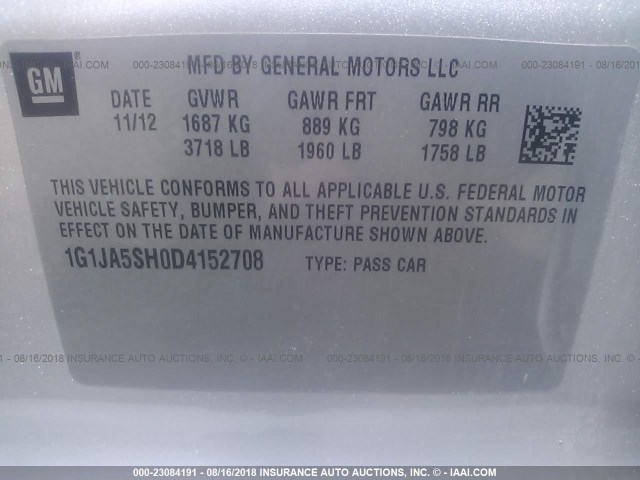 GM®
MFD BY GENERAL MOTORS LLC
DATE GVWR GAWR FRT GAWR RR
11/12 1687 KG 889 KG 798 KG
3718 LB 1960 LB 1758 LB
THIS VEHICLE CONFORMS TO ALL APPLICABLE U.S. FEDERAL MOTOR
VEHICLE SAFETY, BUMPER, AND THEFT PREVENTION STANDARDS IN
EFFECT ON THE DATE OF MANUFACTURE SHOWN ABOVE.
1G1JA5SH0D4152708 TYPE: PASS CAR
000-23084191 - 08/16/2018 INSURANCE AUTO AUCTIONS, INC. - © IAAI.COM